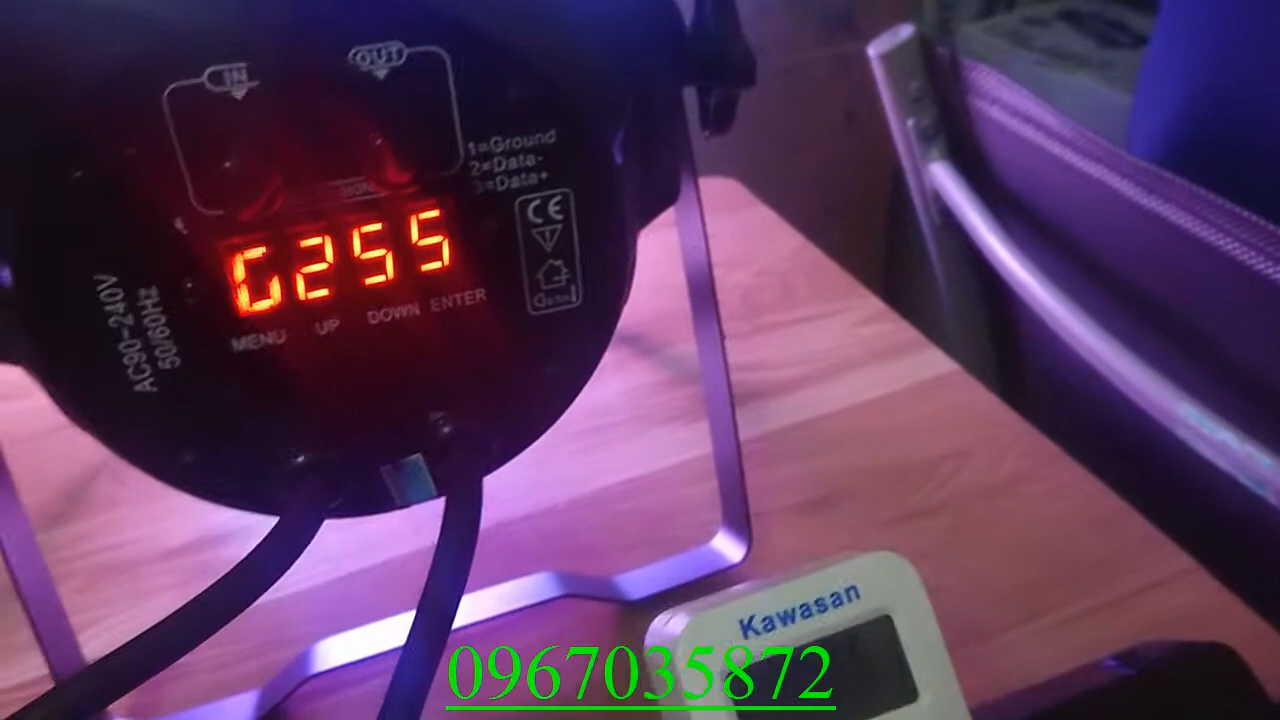 IN
OUT
1=Ground
2=Data-
3=Data+
G255
MENU UP DOWN ENTER
AC90-240V
50/60Hz
CE
Kawasan
0967035872